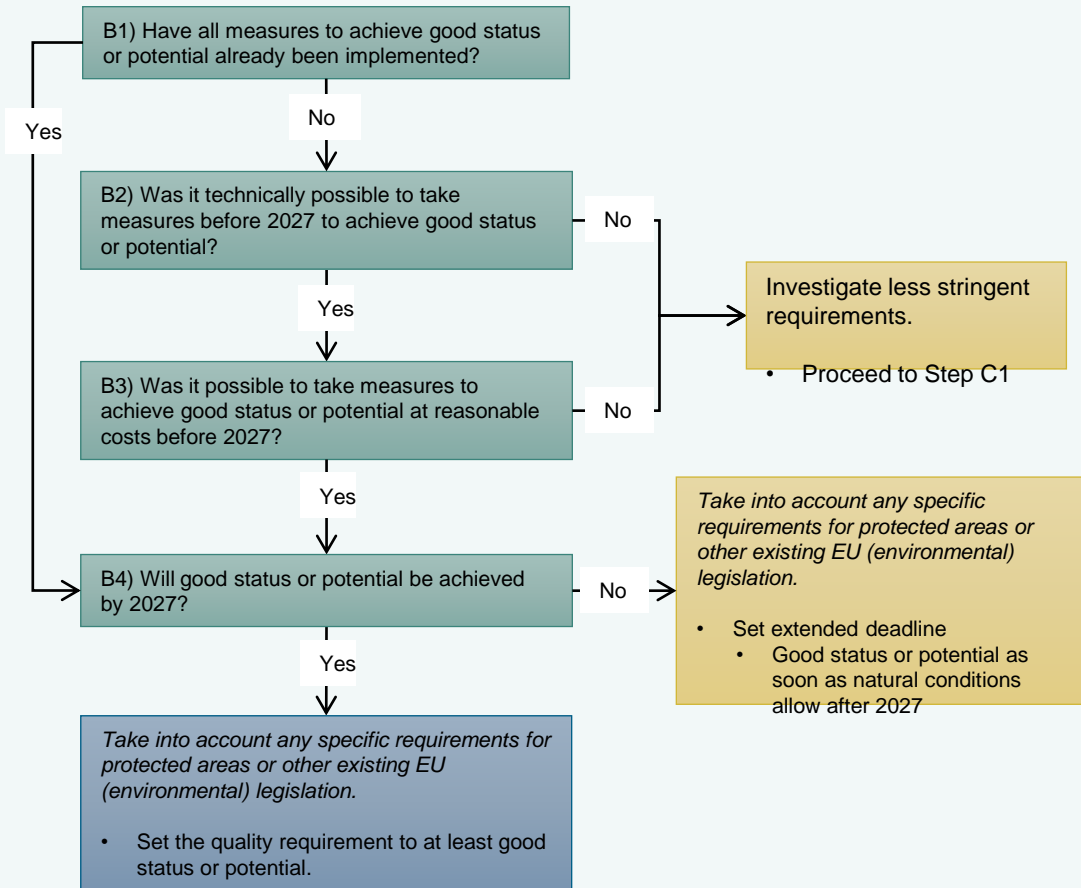 B1) Have all measures to achieve good status
or potential already been implemented?
Yes
No
B2) Was it technically possible to take
measures before 2027 to achieve good status
or potential?
No
Investigate less stringent
requirements.
• Proceed to Step C1
Yes
B3) Was it possible to take measures to
achieve good status or potential at reasonable
costs before 2027?
No
Yes
Take into account any specific
requirements for protected areas or
other existing EU (environmental)
legislation.
• Set extended deadline
• Good status or potential as
soon as natural conditions
allow after 2027
B4) Will good status or potential be achieved
by 2027?
No
Yes
Take into account any specific requirements for
protected areas or other existing EU
(environmental) legislation.
• Set the quality requirement to at least good
status or potential.